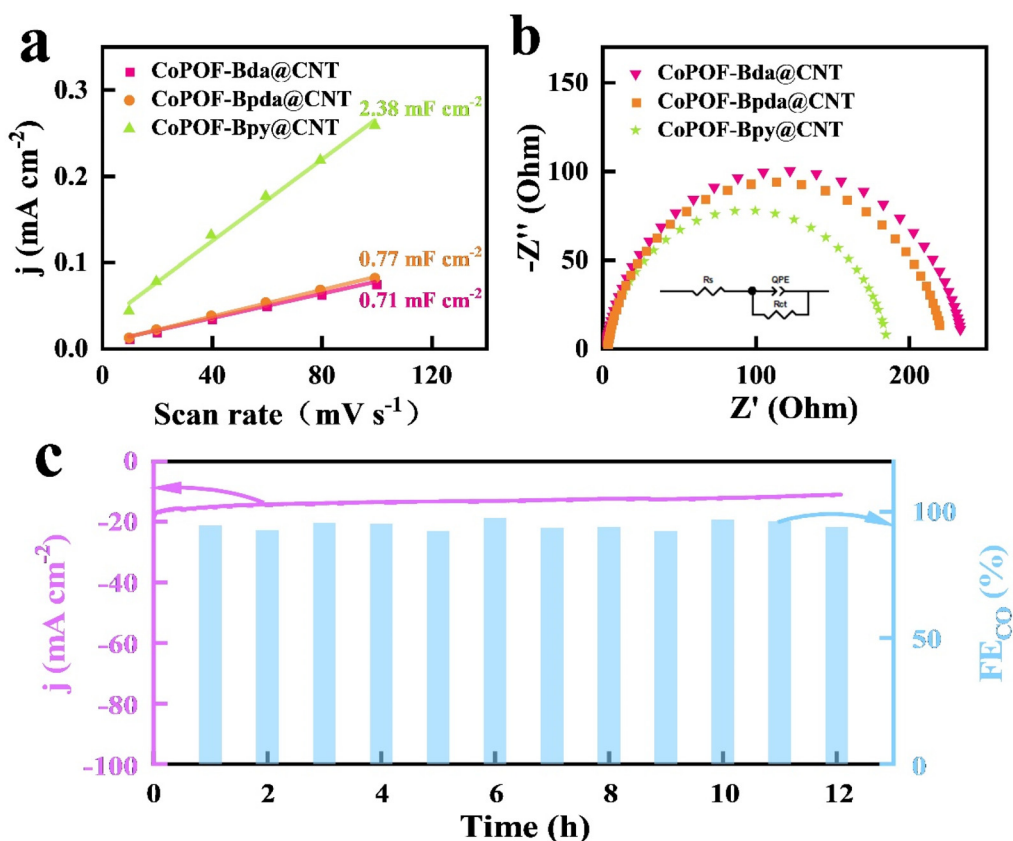 a
CoPOF-Bda@CNT
CoPOF-Bpda@CNT
CoPOF-Bpy@CNT
2.38 mF cm⁻²
0.77 mF cm⁻²
0.71 mF cm⁻²
j (mA cm⁻²)
0.3
0.2
0.1
0.0
0 40 80 120
Scan rate（mV s⁻¹）
b
CoPOF-Bda@CNT
CoPOF-Bpda@CNT
CoPOF-Bpy@CNT
Rs
QPE
Rct
-Z'' (Ohm)
150
100
50
0
0 100 200
Z' (Ohm)
c
j (mA cm⁻²)
0
-20
-40
-60
-80
-100
100
50
0
FE_CO (%)
0 2 4 6 8 10 12
Time (h)